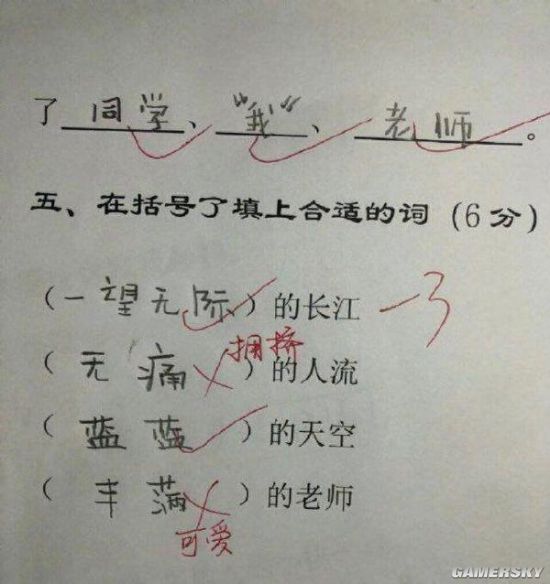 了同学、“我“、老师。
五、在括号了填上合适的词（6分）
（一望无际）的长江 -3
拥挤
（无痛）的人流
（蓝蓝）的天空
（丰满）的老师
可爱
GAMERSKY